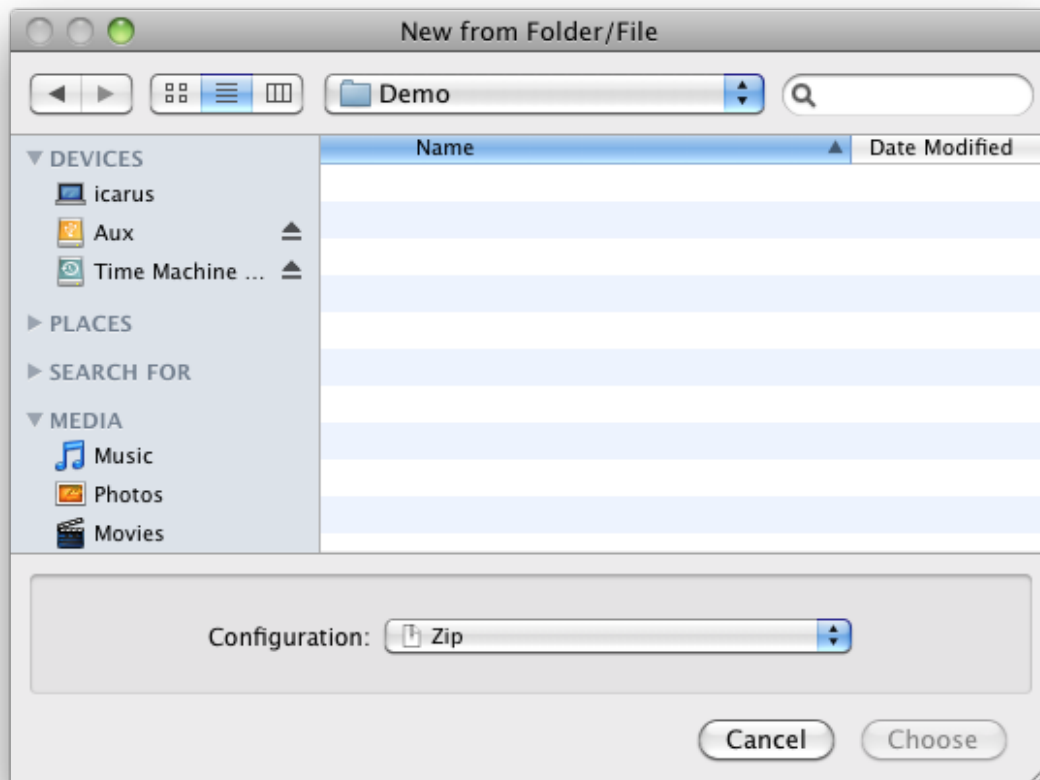 New from Folder/File
Demo
Name
Date Modified
DEVICES
icarus
Aux
Time Machine ...
PLACES
SEARCH FOR
MEDIA
Music
Photos
Movies
Configuration:
Zip
Cancel
Choose